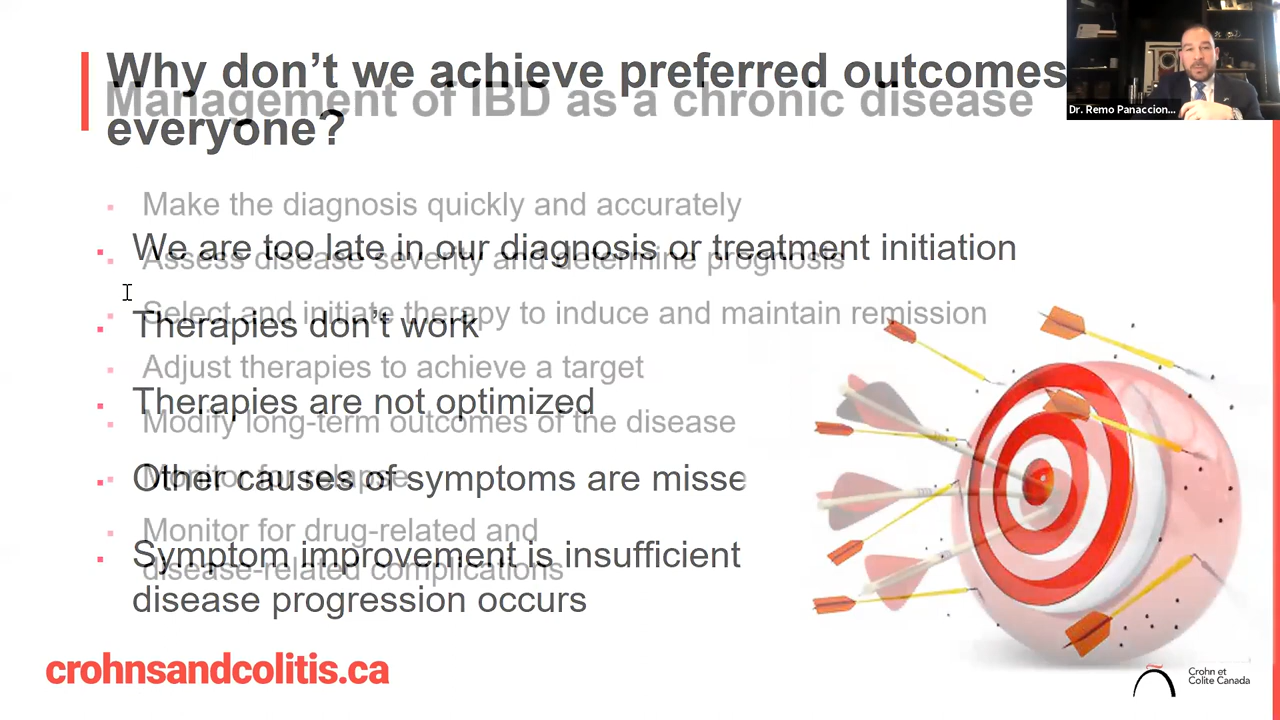 Why don't we achieve preferred outcomes
everyone?
Management of IBD as a chronic disease
Dr. Remo Panaccion...
▪ Make the diagnosis quickly and accurately
▪ We are too late in our diagnosis or treatment initiation
▪ Assess disease severity and determine prognosis
▪ Select and initiate therapy to induce and maintain remission
▪ Therapies don't work
▪ Adjust therapies to achieve a target
▪ Therapies are not optimized
▪ Modify long-term outcomes of the disease
▪ Other causes of symptoms are misse
▪ Monitor for relapse
▪ Monitor for drug-related and
disease-related complications
▪ Symptom improvement is insufficient
disease progression occurs
crohnsandcolitis.ca
Crohn et
Colite Canada